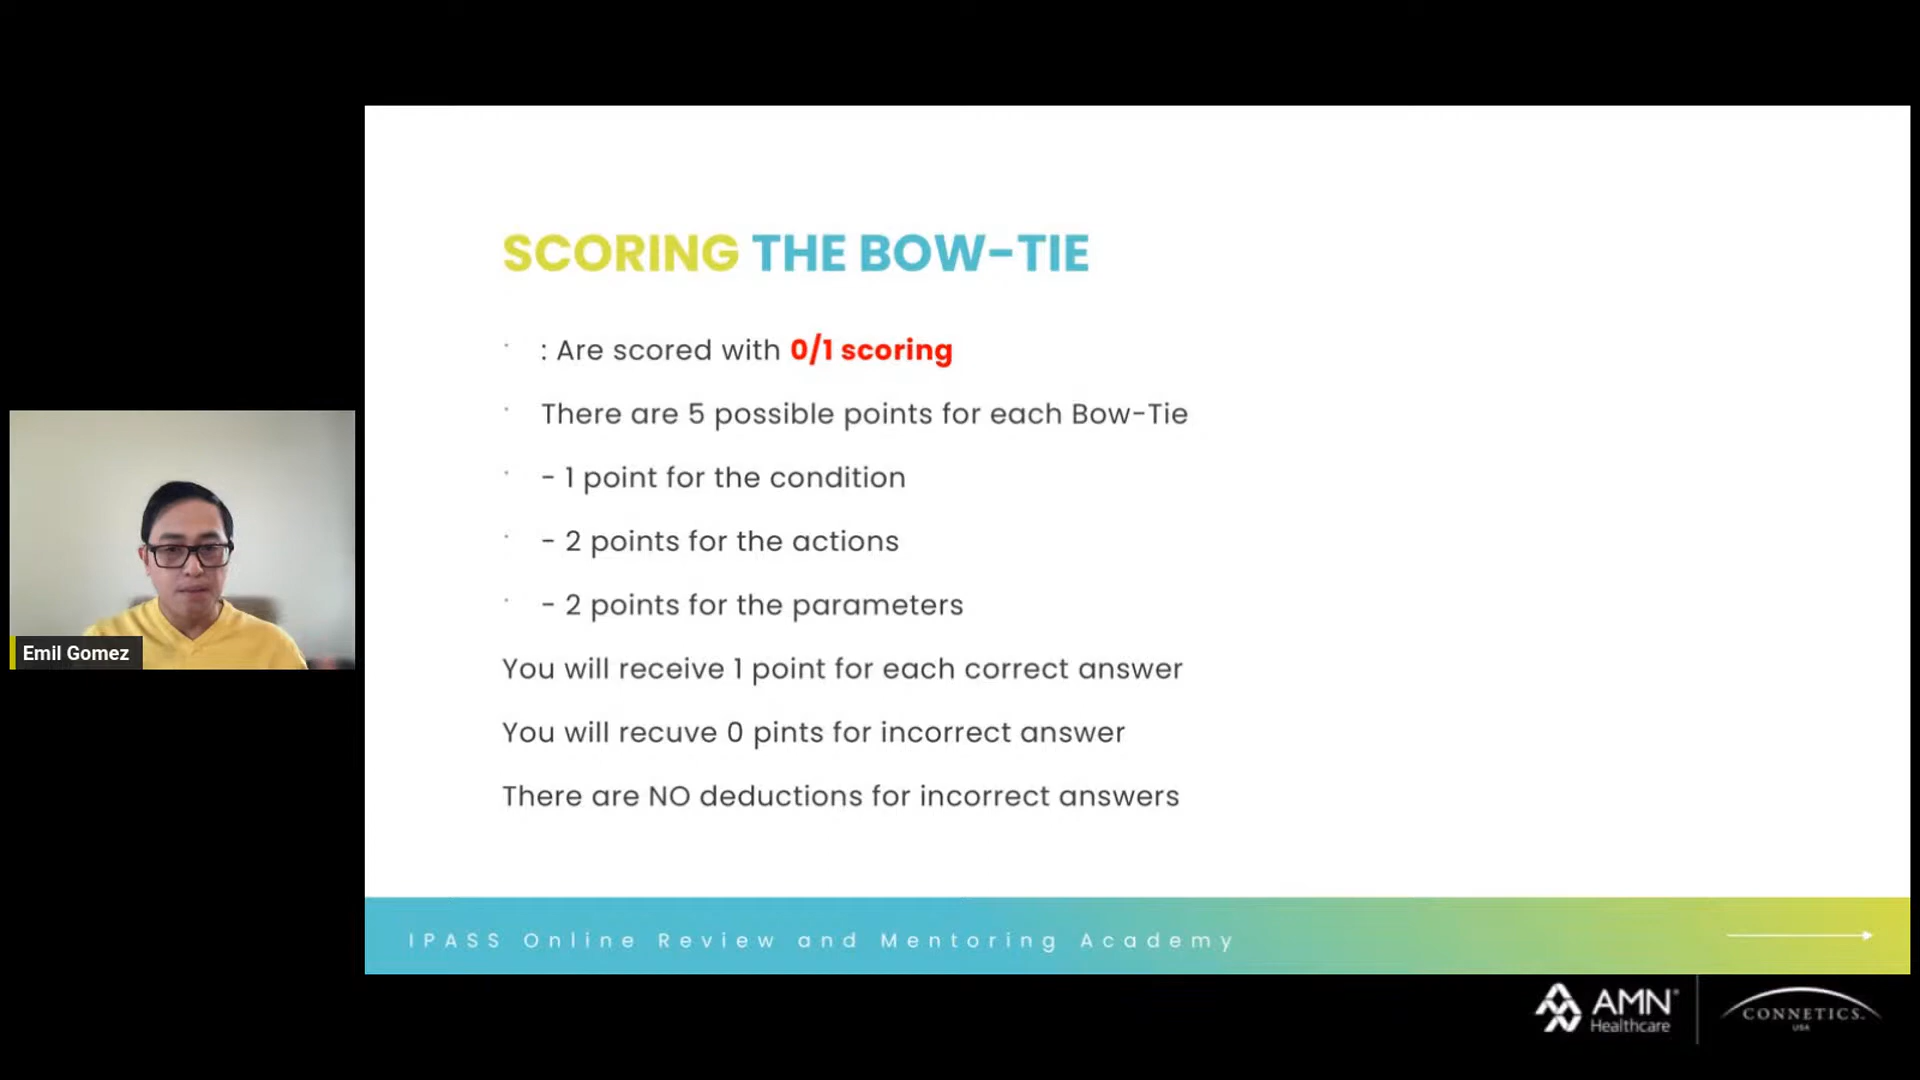 SCORING THE BOW-TIE
: Are scored with 0/1 scoring
There are 5 possible points for each Bow-Tie
- 1 point for the condition
- 2 points for the actions
- 2 points for the parameters
You will receive 1 point for each correct answer
You will recuve 0 pints for incorrect answer
There are NO deductions for incorrect answers
Emil Gomez
IPASS Online Review and Mentoring Academy
AMN
Healthcare
CONNETICS
USA